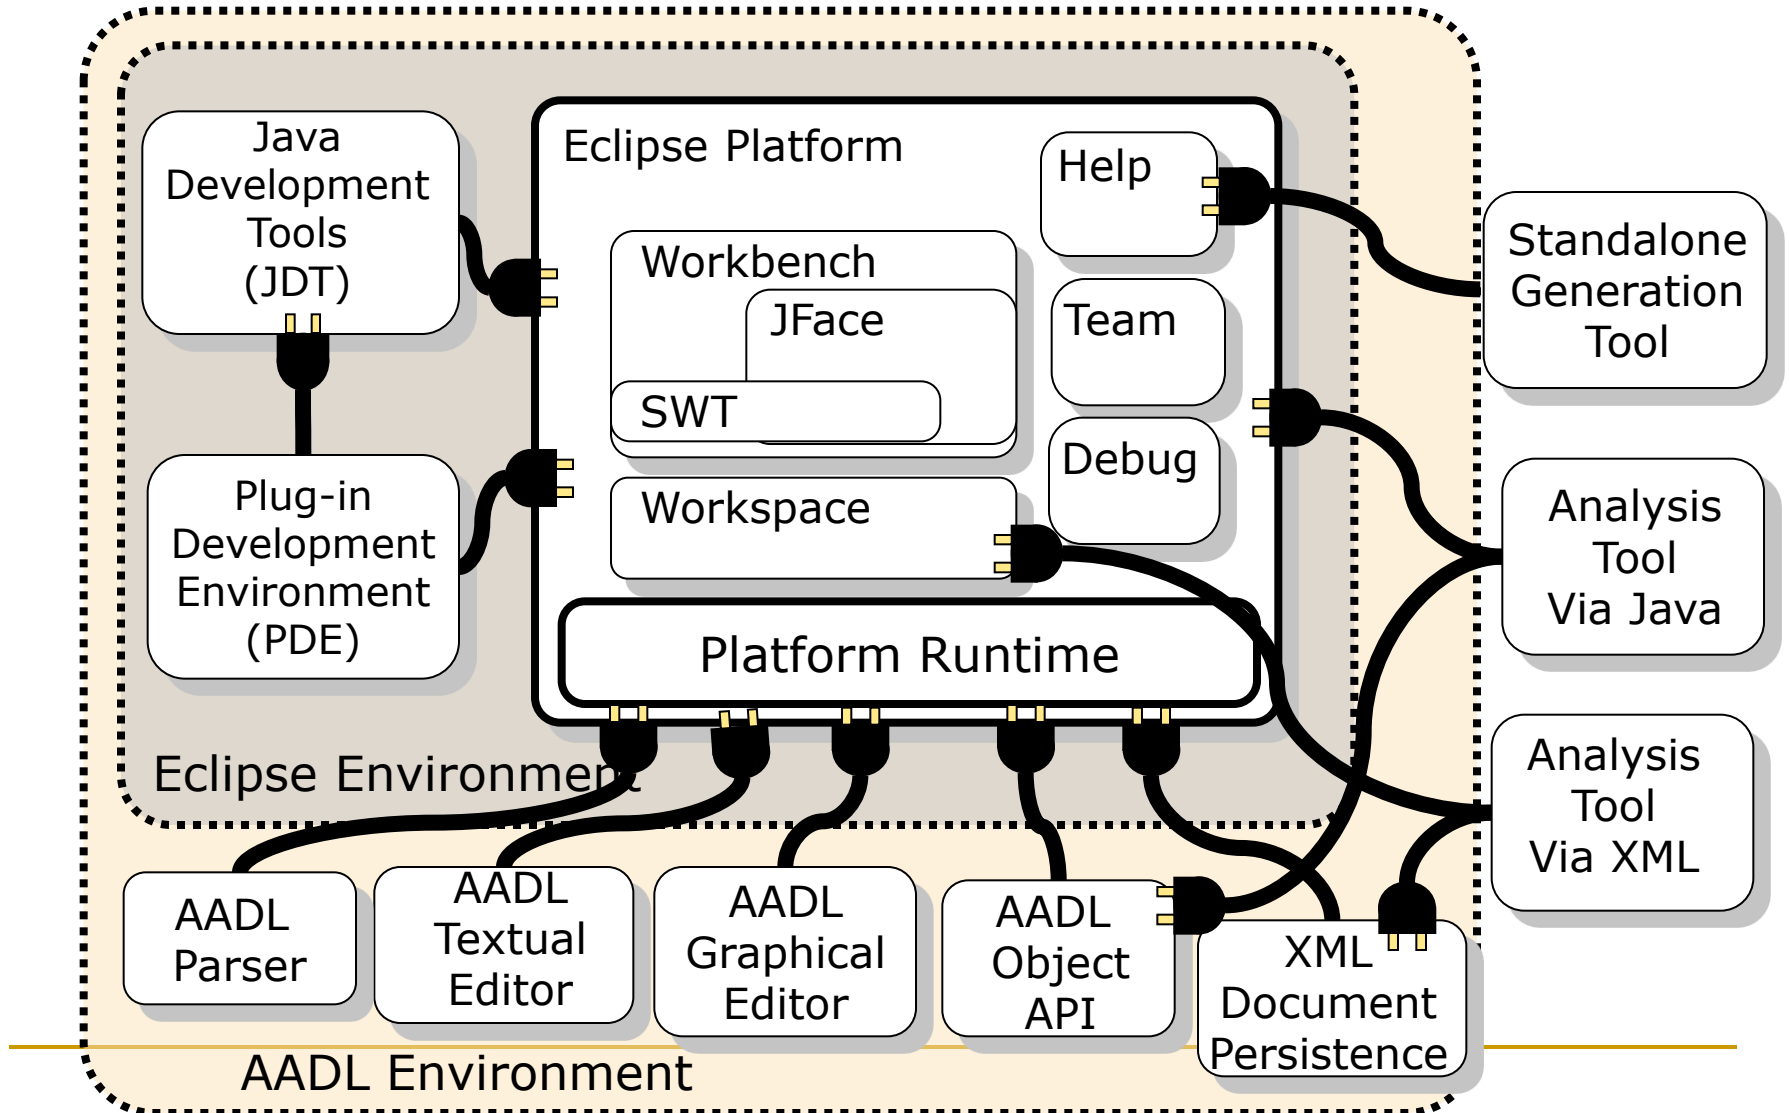 Java
Development
Tools
(JDT)
Eclipse Platform
Help
Workbench
JFace
Team
SWT
Debug
Workspace
Plug-in
Development
Environment
(PDE)
Platform Runtime
Eclipse Environment
Standalone
Generation
Tool
Analysis
Tool
Via Java
Analysis
Tool
Via XML
AADL
Parser
AADL
Textual
Editor
AADL
Graphical
Editor
AADL
Object
API
XML
Document
Persistence
AADL Environment